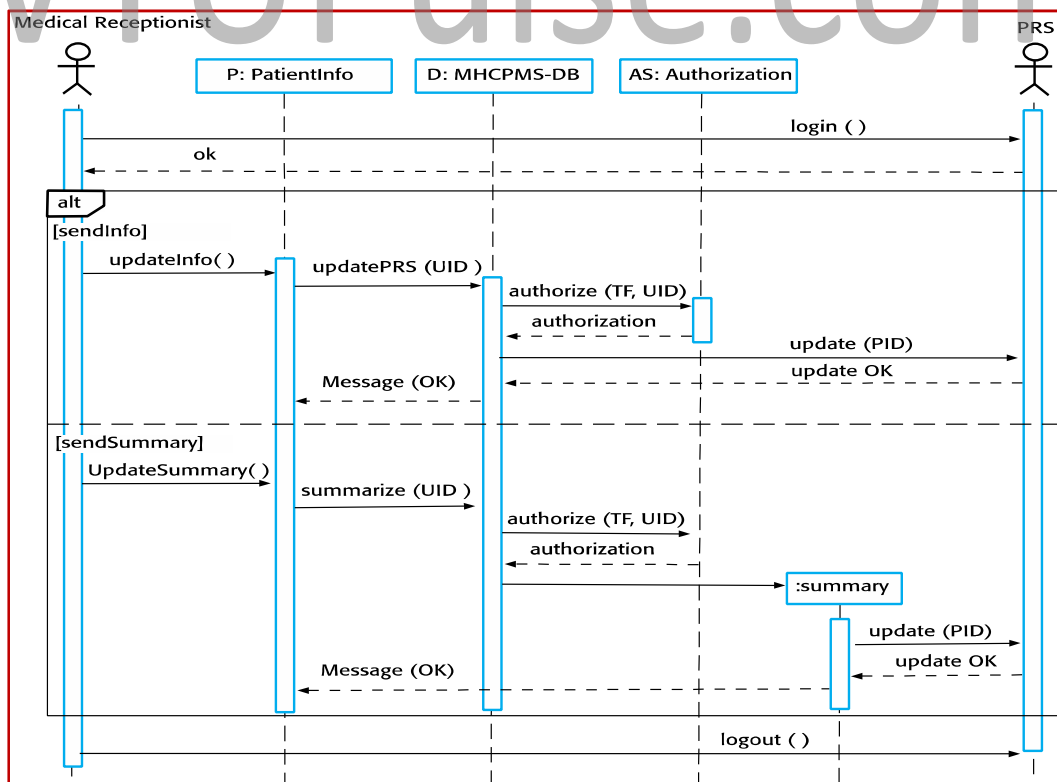 Medical Receptionist
PRS
P: PatientInfo
D: MHCPMS-DB
AS: Authorization
login ( )
ok
alt
[sendInfo]
updateInfo( )
updatePRS (UID )
authorize (TF, UID)
authorization
update (PID)
update OK
Message (OK)
[sendSummary]
UpdateSummary( )
summarize (UID )
authorize (TF, UID)
authorization
:summary
update (PID)
update OK
Message (OK)
logout ( )